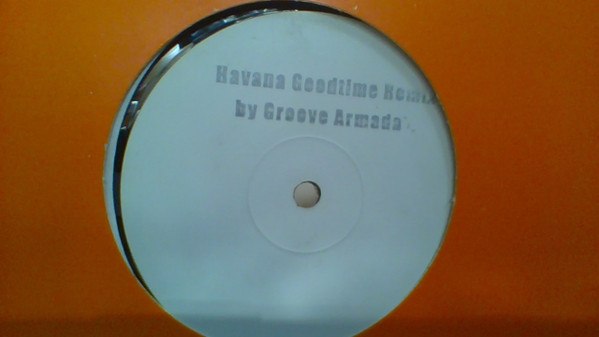 Havana Goodtime Remix
by Groove Armada